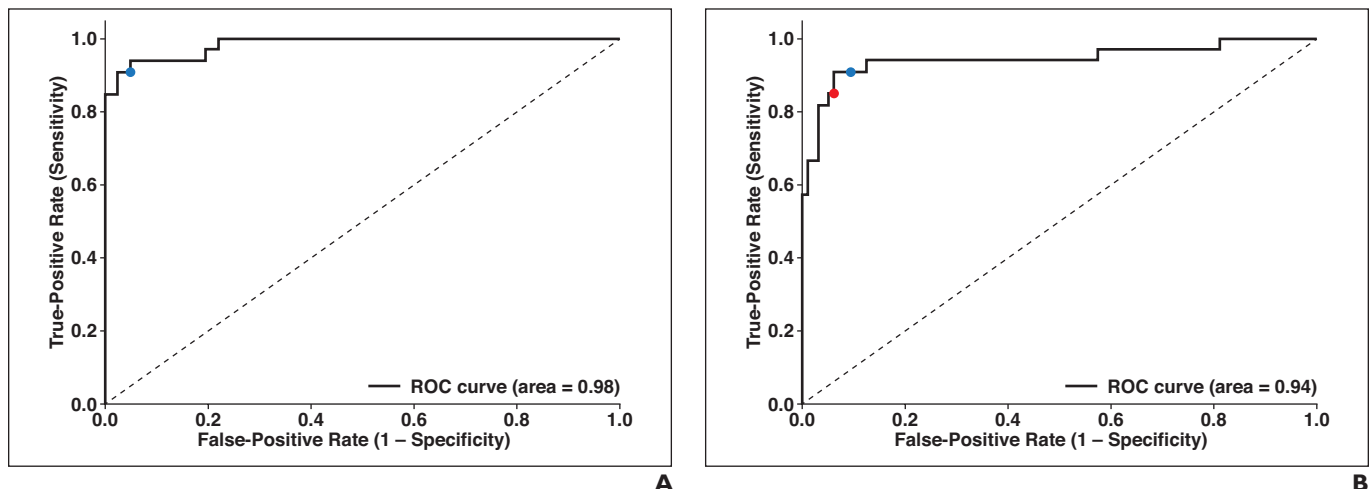 1.0
0.8
0.6
0.4
0.2
0.0
True-Positive Rate (Sensitivity)
ROC curve (area = 0.98)
0.0 0.2 0.4 0.6 0.8 1.0
False-Positive Rate (1 – Specificity)
A
1.0
0.8
0.6
0.4
0.2
0.0
True-Positive Rate (Sensitivity)
ROC curve (area = 0.94)
0.0 0.2 0.4 0.6 0.8 1.0
False-Positive Rate (1 – Specificity)
B